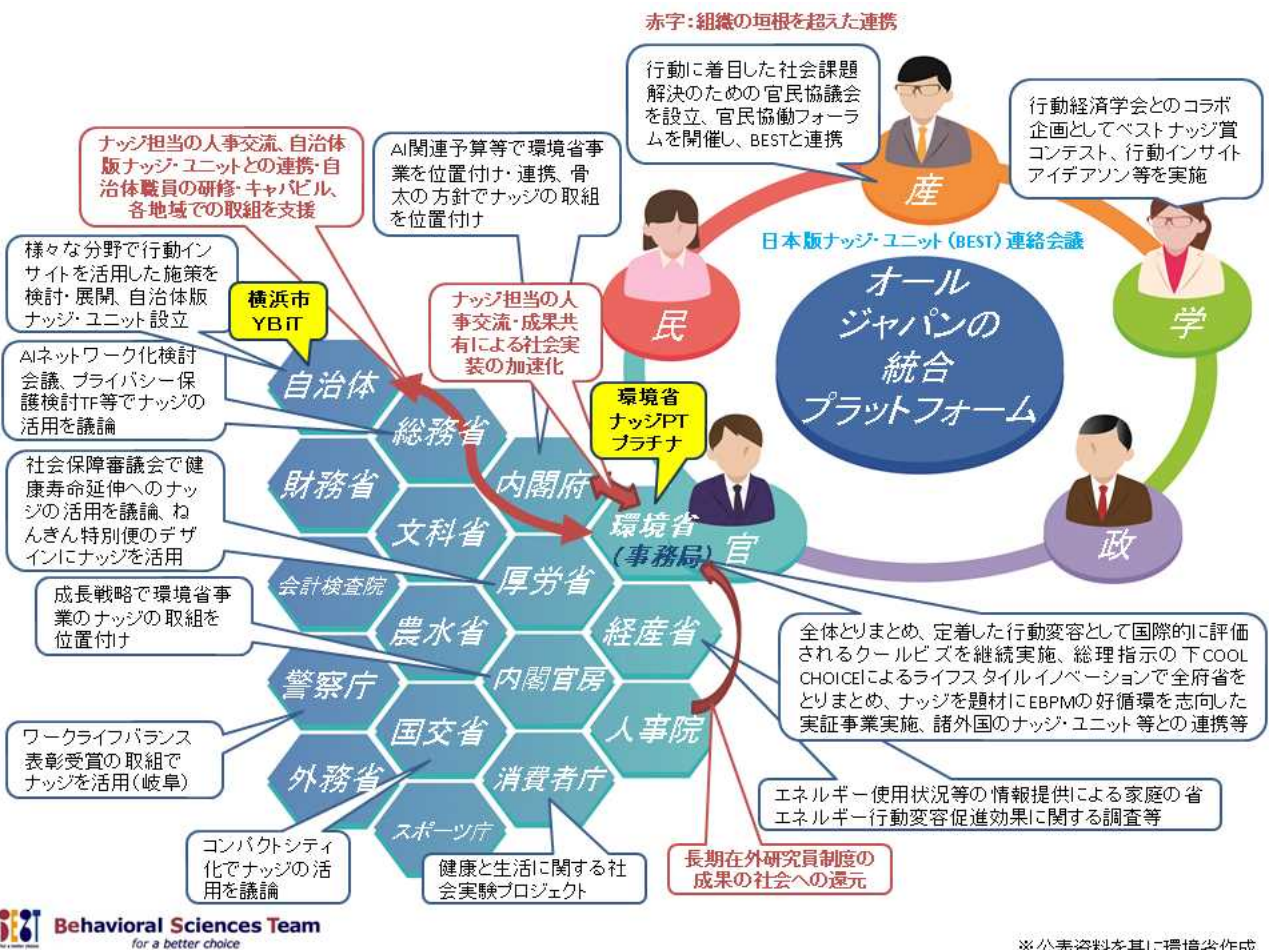 赤字：組織の垣根を超えた連携
行動に着目した社会課題
解決のための官民協議会
を設立、官民協働フォーラ
ムを開催し、BESTと連携
行動経済学会とのコラボ
企画としてベストナッジ賞
コンテスト、行動インサイト
アイデアソン等を実施
ナッジ担当の人事交流、自治体
版ナッジ・ユニットとの連携・自
治体職員の研修・キャパビル、
各地域での取組を支援
AI関連予算等で環境省事
業を位置付け・連携、骨
太の方針でナッジの取組
を位置付け
産
民
学
官
政
日本版ナッジ・ユニット（BEST）連絡会議
オール
ジャパンの
統合
プラットフォーム
様々な分野で行動イン
サイトを活用した施策を
検討・展開、自治体版
ナッジ・ユニット設立
横浜市
YBiT
ナッジ担当の人
事交流・成果共
有による社会実
装の加速化
環境省
ナッジPT
プラチナ
AIネットワーク化検討
会議、プライバシー保
護検討TF等でナッジの
活用を議論
社会保障審議会で健
康寿命延伸へのナッ
ジの活用を議論、ね
んきん特別便のデザ
インにナッジを活用
成長戦略で環境省事
業のナッジの取組を
位置付け
ワークライフバランス
表彰受賞の取組で
ナッジを活用（岐阜）
自治体
総務省
財務省
内閣府
文科省
環境省
（事務局）
会計検査院
厚労省
農水省
経産省
警察庁
内閣官房
国交省
人事院
外務省
消費者庁
スポーツ庁
全体とりまとめ、定着した行動変容として国際的に評価
されるクールビズを継続実施、総理指示の下COOL
CHOICEによるライフスタイルイノベーションで全府省を
とりまとめ、ナッジを題材にEBPMの好循環を志向した
実証事業実施、諸外国のナッジ・ユニット等との連携等
エネルギー使用状況等の情報提供による家庭の省
エネルギー行動変容促進効果に関する調査等
コンパクトシティ
化でナッジの活
用を議論
健康と生活に関する社
会実験プロジェクト
長期在外研究員制度の
成果の社会への還元
BEST
for a better choice
Behavioral Sciences Team
for a better choice
※公表資料を基に環境省作成